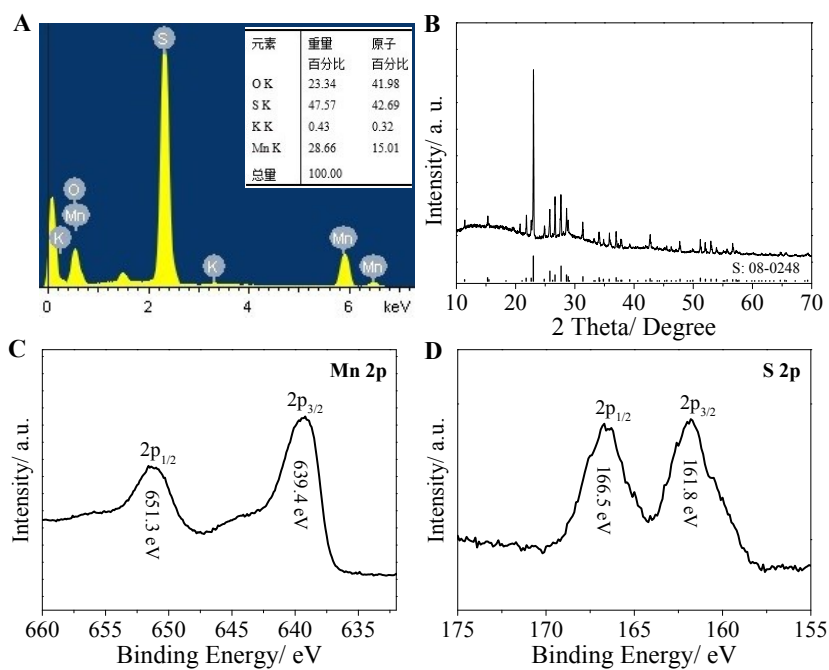 A
S
O
Mn
K
K
Mn
Mn
0 2 4 6
keV
元素 重量 原子
百分比 百分比
O K 23.34 41.98
S K 47.57 42.69
K K 0.43 0.32
Mn K 28.66 15.01
总量 100.00
B
Intensity/ a. u.
S: 08-0248
10 20 30 40 50 60 70
2 Theta/ Degree
C
Mn 2p
2p3/2
639.4 eV
2p1/2
651.3 eV
Intensity/ a.u.
660 655 650 645 640 635
Binding Energy/ eV
D
S 2p
2p1/2
166.5 eV
2p3/2
161.8 eV
Intensity/ a.u.
175 170 165 160 155
Binding Energy/ eV